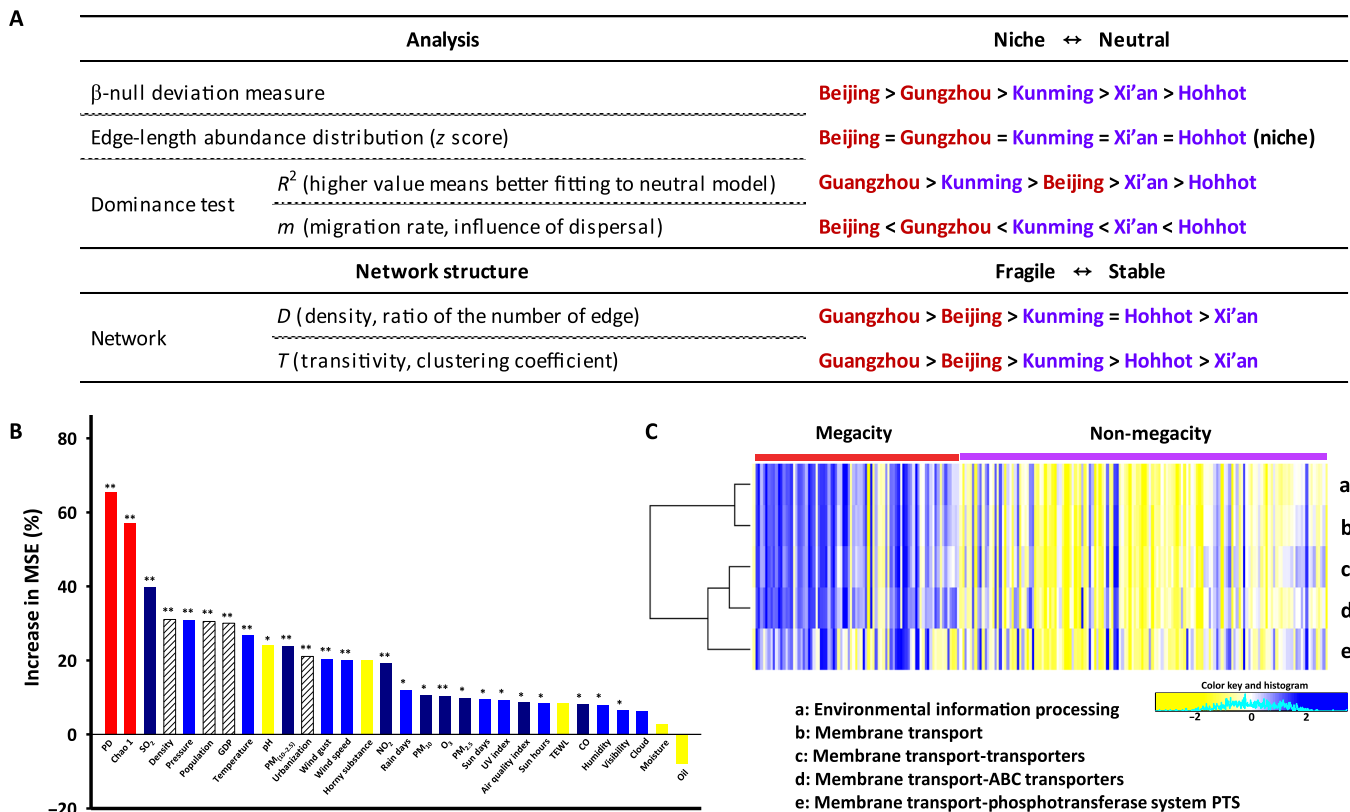 A
Analysis Niche ↔ Neutral
β-null deviation measure Beijing > Gungzhou > Kunming > Xi'an > Hohhot
Edge-length abundance distribution (z score) Beijing = Gungzhou = Kunming = Xi'an = Hohhot (niche)
Dominance test
R² (higher value means better fitting to neutral model) Guangzhou > Kunming > Beijing > Xi'an > Hohhot
m (migration rate, influence of dispersal) Beijing < Gungzhou < Kunming < Xi'an < Hohhot
Network structure Fragile ↔ Stable
Network
D (density, ratio of the number of edge) Guangzhou > Beijing > Kunming = Hohhot > Xi'an
T (transitivity, clustering coefficient) Guangzhou > Beijing > Kunming > Hohhot > Xi'an
B
Increase in MSE (%)
80
60
40
20
0
−20
** ** ** ** ** ** ** ** * ** ** ** ** ** * * ** * * * * * * * *
PD
Chao 1
SO₂
Density
Pressure
Population
GDP
Temperature
pH
PM₍₁₀₋₂.₅₎
Urbanization
Wind gust
Wind speed
Horny substance
NO₂
Rain days
PM₁₀
O₃
PM₂.₅
Sun days
UV index
Air quality index
Sun hours
TEWL
CO
Humidity
Visibility
Cloud
Moisture
Oil
C
Megacity Non-megacity
a
b
c
d
e
Color key and histogram
−2 0 2
a: Environmental information processing
b: Membrane transport
c: Membrane transport-transporters
d: Membrane transport-ABC transporters
e: Membrane transport-phosphotransferase system PTS